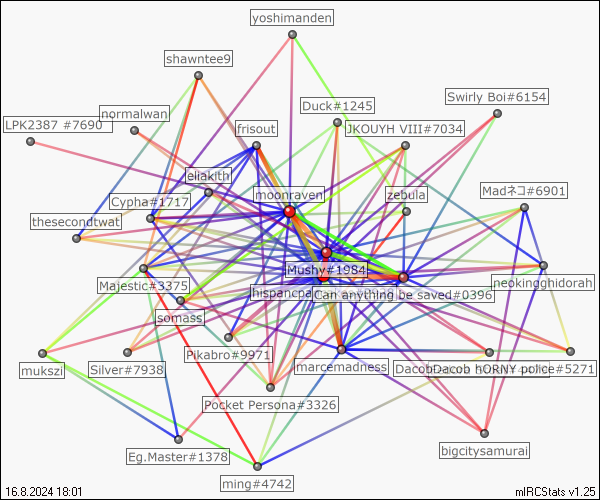 yoshimanden
shawntee9
Swirly Boi#6154
Duck#1245
normalwan
LPK2387 #7690
frisout
JKOUYH VIII#7034
eliakith
moonraven
zebula
Madネコ#6901
Cypha#1717
thesecondtwat
Mushy#1984
Majestic#3375
neokingghidorah
hispancpa
Can anything be saved#0396
somass
Pikabro#9971
marcemadness
mukszi
Silver#7938
Dacob
Dacob hORNY police#5271
Pocket Persona#3326
bigcitysamurai
Eg.Master#1378
ming#4742
16.8.2024 18:01
mIRCStats v1.25